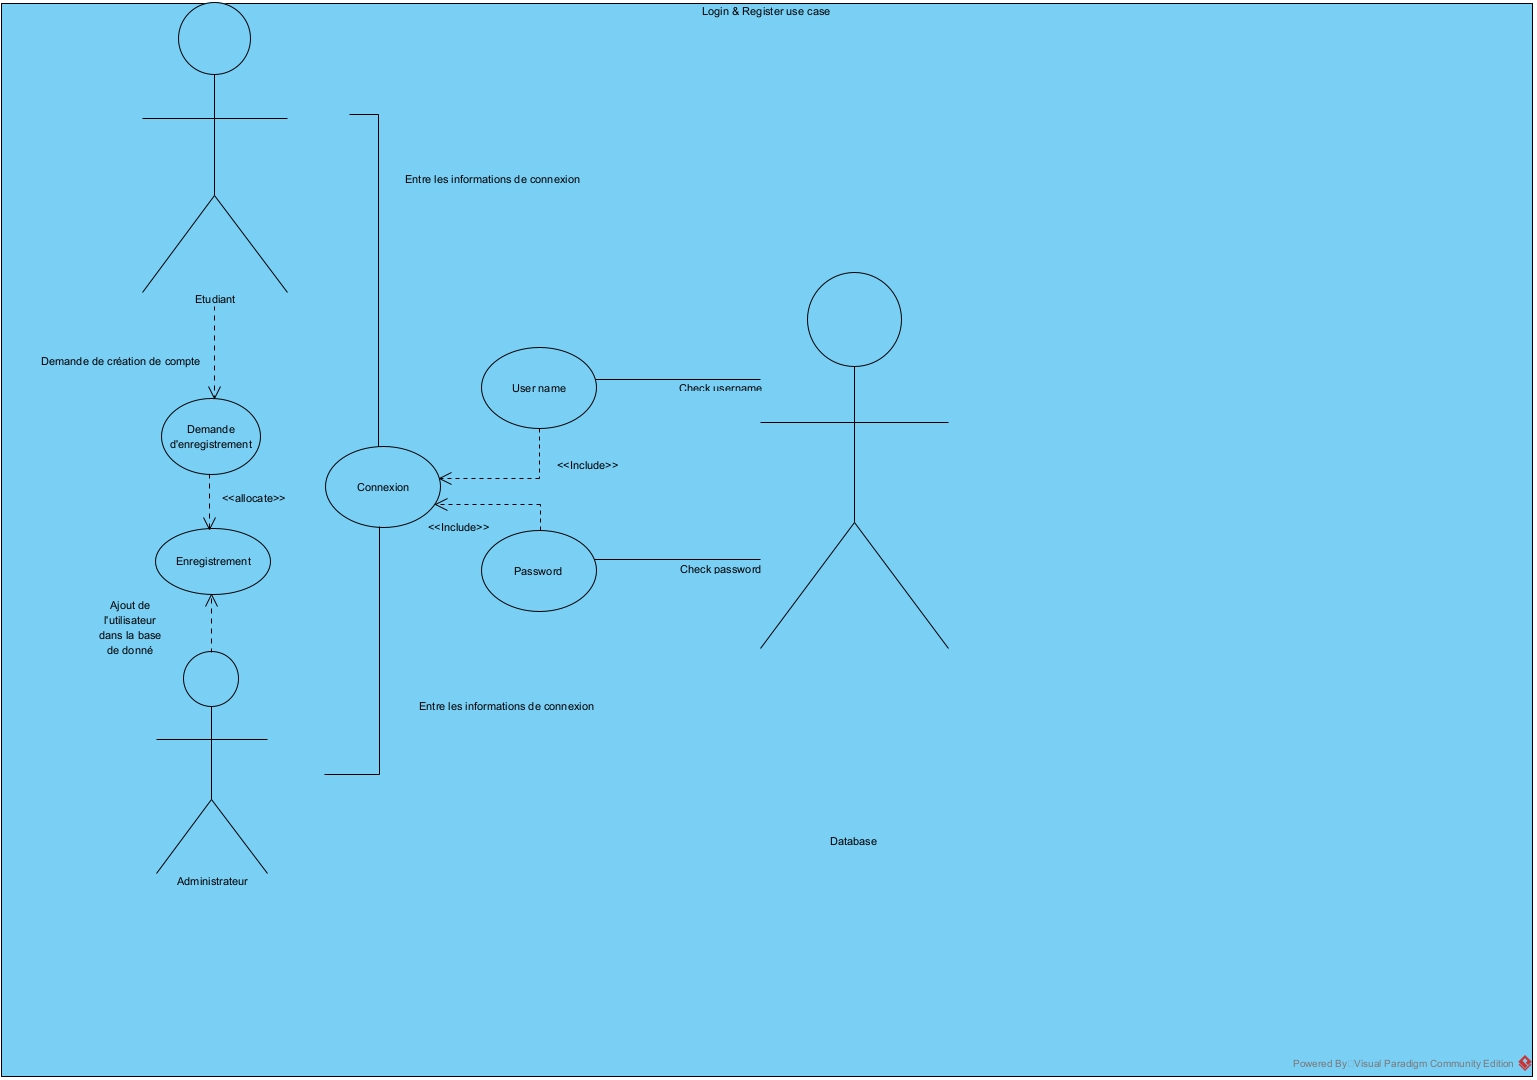 Login & Register use case
Entre les informations de connexion
Etudiant
Demande de création de compte
User name
Check username
Demande
d'enregistrement
<<Include>>
Connexion
<<allocate>>
<<Include>>
Enregistrement
Password
Check password
Ajout de
l'utilisateur
dans la base
de donné
Entre les informations de connexion
Database
Administrateur
Powered By Visual Paradigm Community Edition